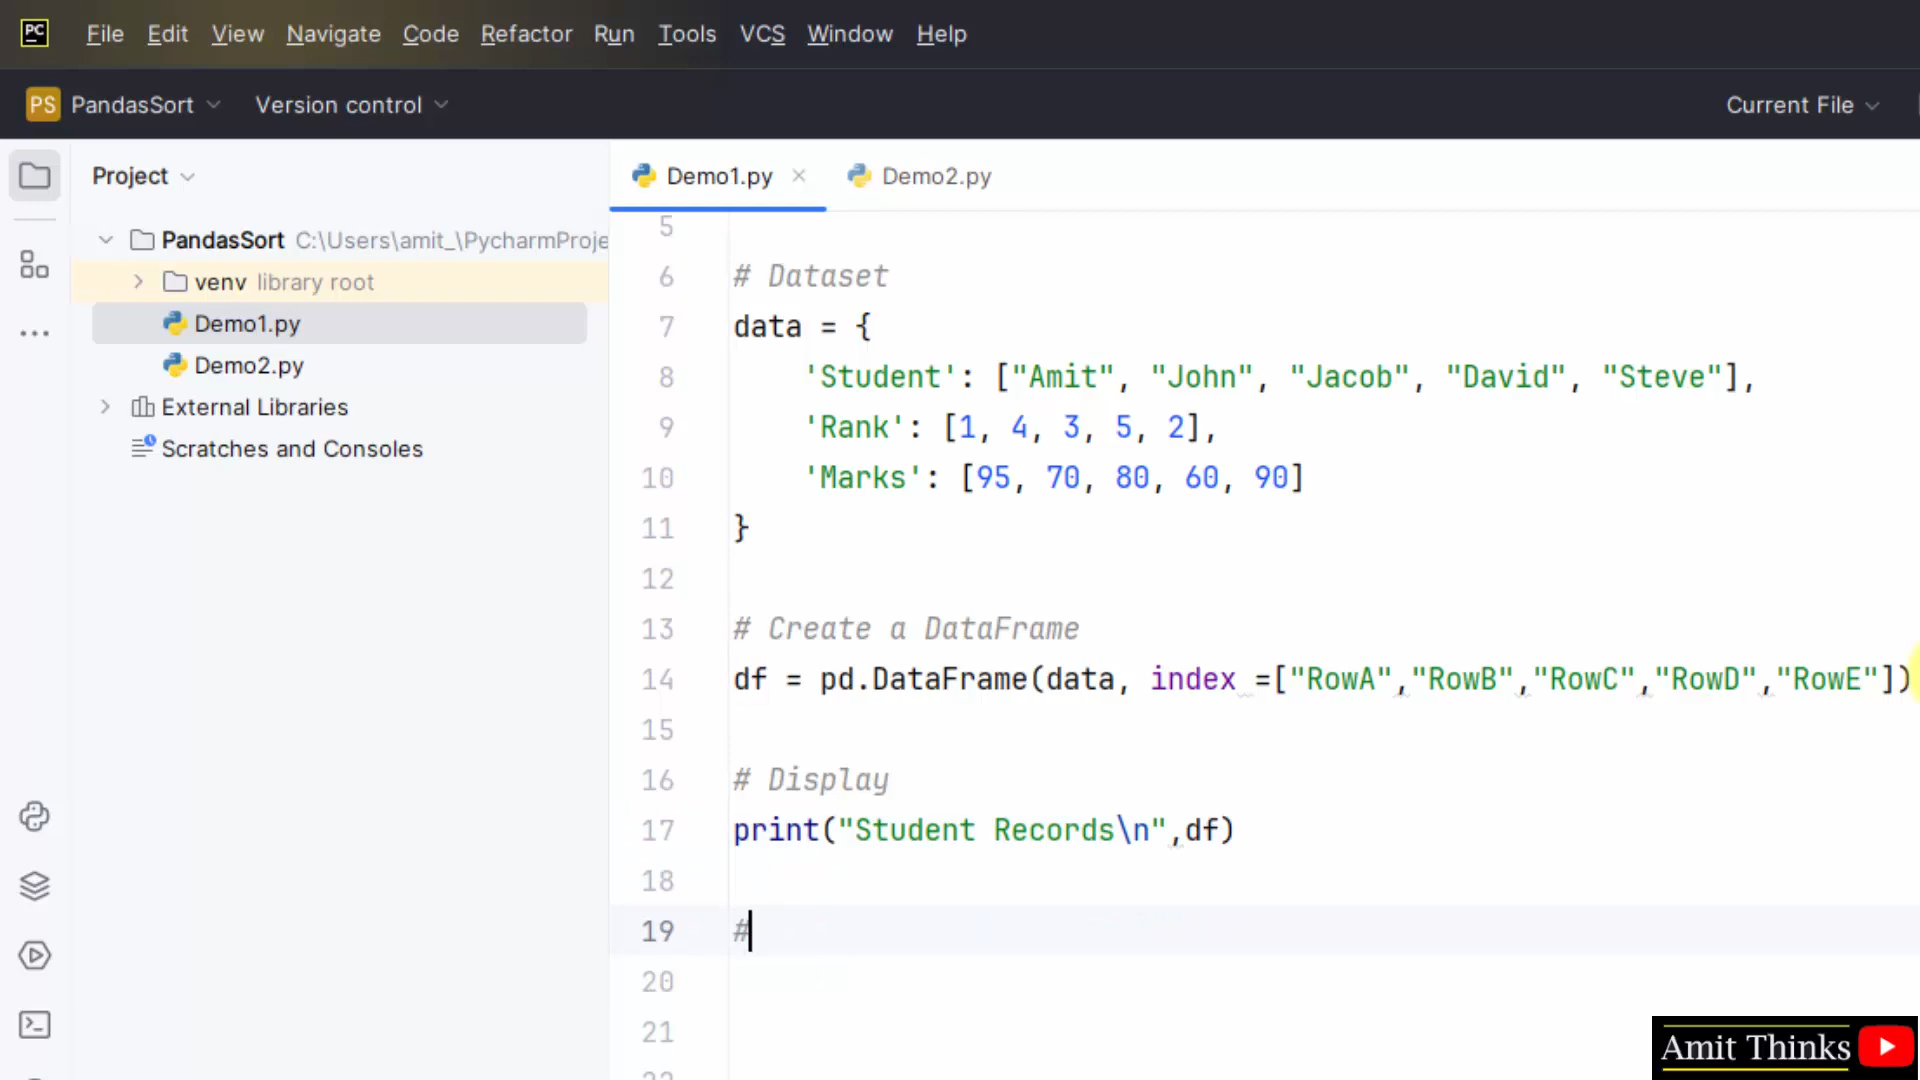 PC File Edit View Navigate Code Refactor Run Tools VCS Window Help
PS PandasSort Version control Current File
Project
Demo1.py × Demo2.py
PandasSort C:\Users\amit_\PycharmProje
venv library root
Demo1.py
Demo2.py
External Libraries
Scratches and Consoles
5
6 # Dataset
7 data = {
8 'Student': ["Amit", "John", "Jacob", "David", "Steve"],
9 'Rank': [1, 4, 3, 5, 2],
10 'Marks': [95, 70, 80, 60, 90]
11 }
12
13 # Create a DataFrame
14 df = pd.DataFrame(data, index =["RowA","RowB","RowC","RowD","RowE"])
15
16 # Display
17 print("Student Records\n",df)
18
19 #
20
21
Amit Thinks